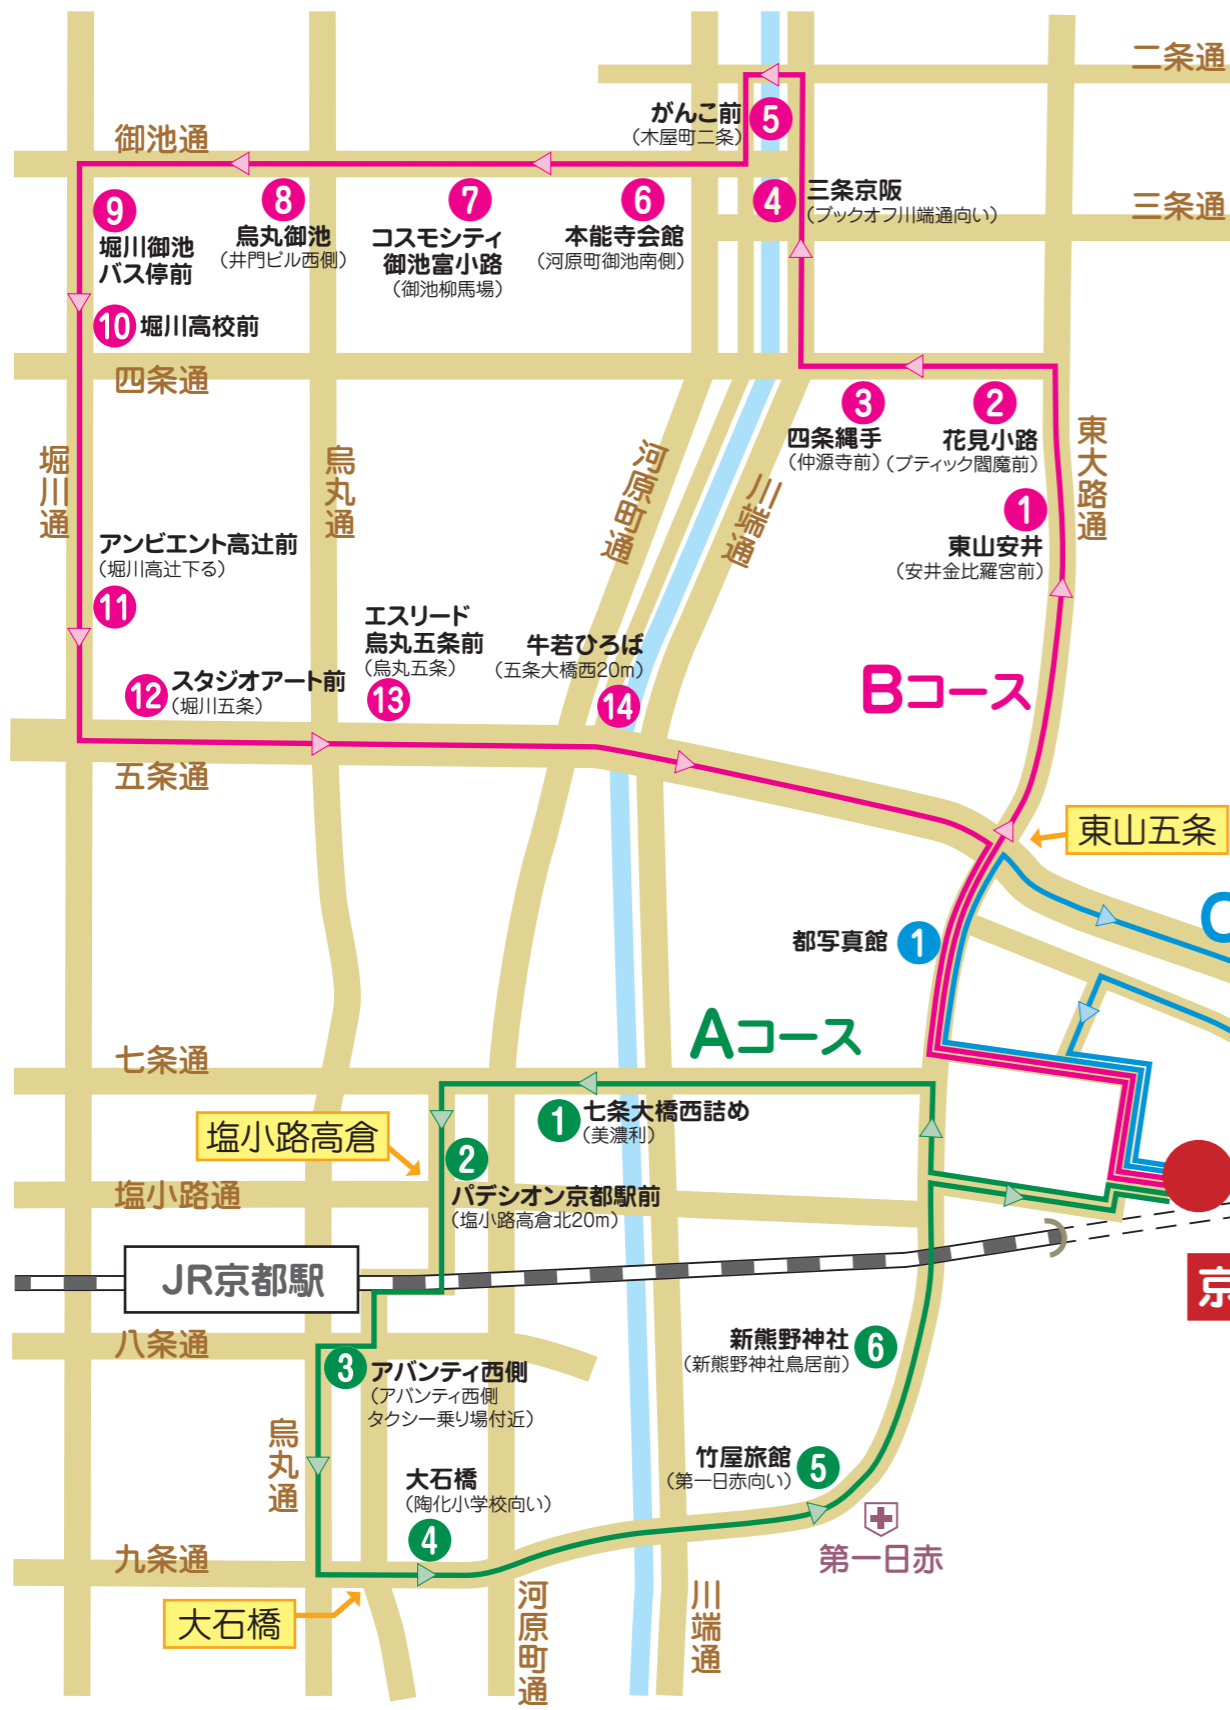 二条通
がんこ前
（木屋町二条）
5
御池通
4
三条京阪
（ブックオフ川端通向い）
三条通
9
堀川御池
バス停前
8
烏丸御池
（井門ビル西側）
7
コスモシティ
御池富小路
（御池柳馬場）
6
本能寺会館
（河原町御池南側）
10
堀川高校前
四条通
3
四条縄手
（仲源寺前）
2
花見小路
（ブティック閻魔前）
東大路通
堀川通
烏丸通
河原町通
川端通
1
東山安井
（安井金比羅宮前）
アンビエント高辻前
（堀川高辻下る）
11
エスリード
烏丸五条前
（烏丸五条）
13
牛若ひろば
（五条大橋西20m）
14
12
スタジオアート前
（堀川五条）
Bコース
五条通
東山五条
都写真館
1
C
Aコース
七条通
1
七条大橋西詰め
（美濃利）
塩小路高倉
2
パデシオン京都駅前
（塩小路高倉北20m）
塩小路通
JR京都駅
京
八条通
3
アバンティ西側
（アバンティ西側
タクシー乗り場付近）
新熊野神社
（新熊野神社鳥居前）
6
烏丸通
竹屋旅館
（第一日赤向い）
5
大石橋
（陶化小学校向い）
4
第一日赤
九条通
大石橋
河原町通
川端通